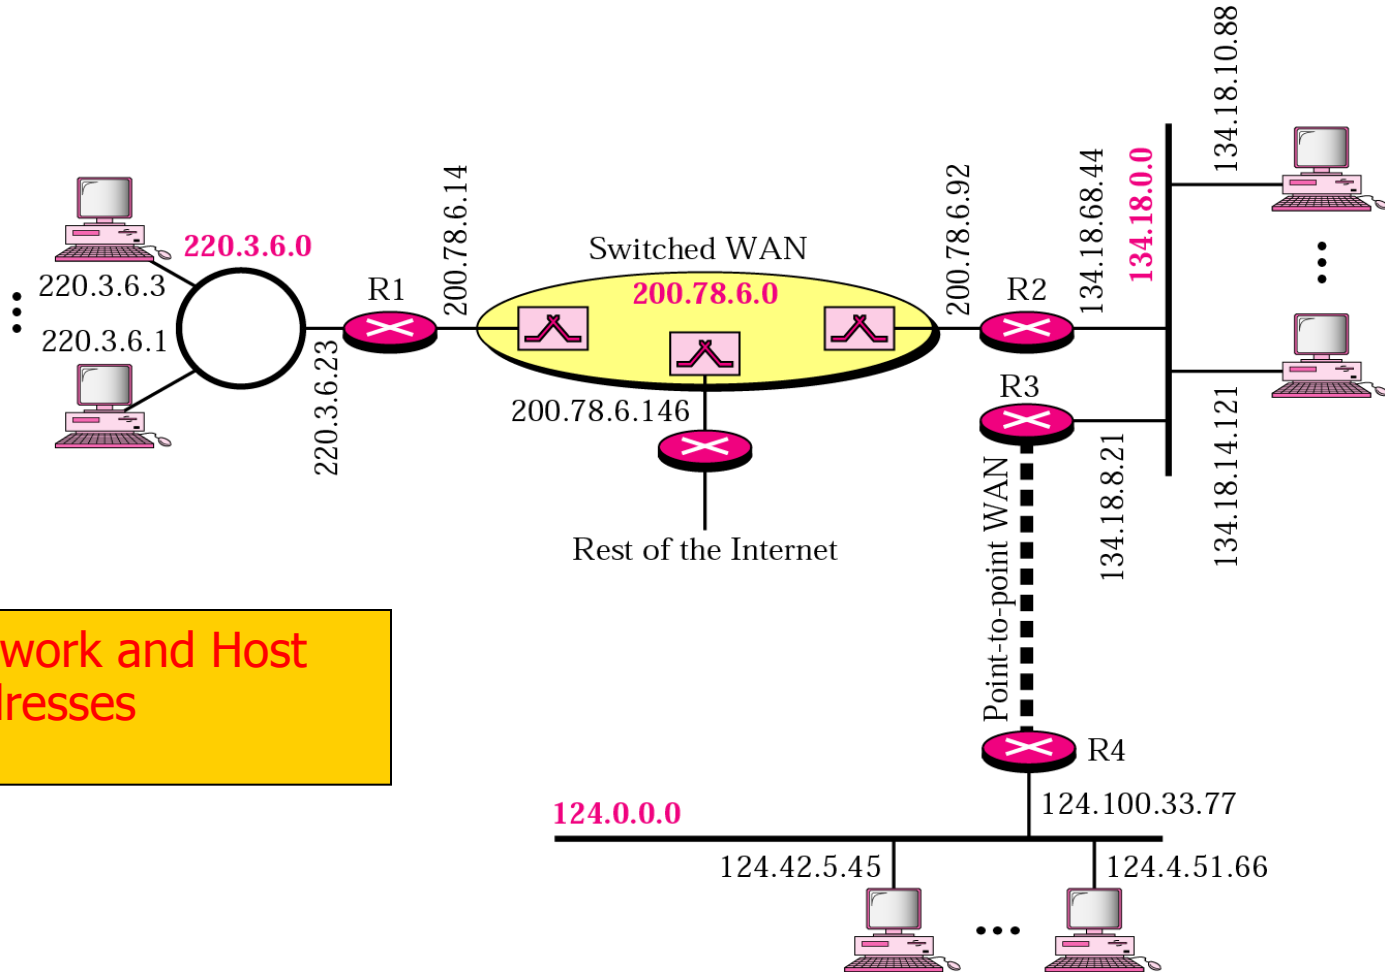 134.18.10.88
200.78.6.14
200.78.6.92
134.18.68.44
134.18.0.0
220.3.6.0
Switched WAN
220.3.6.3
R1
200.78.6.0
R2
220.3.6.1
220.3.6.23
200.78.6.146
R3
134.18.8.21
134.18.14.121
Rest of the Internet
Point-to-point WAN
work and Host
dresses
R4
124.0.0.0
124.100.33.77
124.42.5.45
124.4.51.66